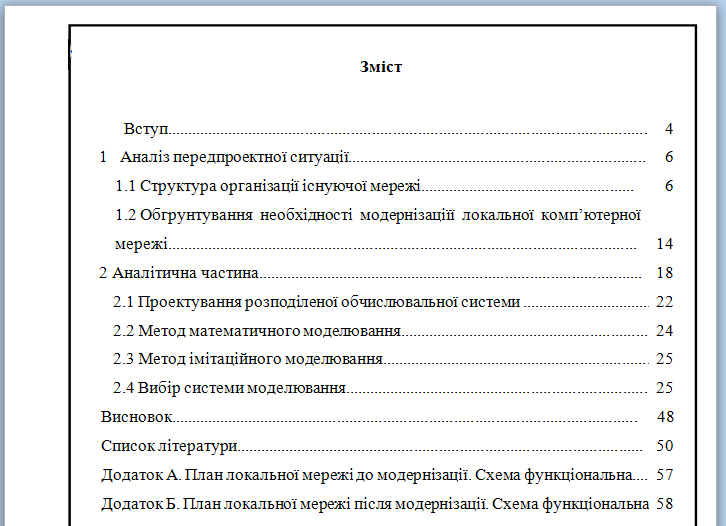 Зміст
Вступ........................................................................................................................ 4
1 Аналіз передпроектної ситуації.......................................................................... 6
1.1 Структура організації існуючої мережі..................................................... 6
1.2 Обгрунтування необхідності модернізаціїї локальної комп’ютерної
мережі..................................................................................................................... 14
2 Аналітична частина................................................................................................ 18
2.1 Проектування розподіленої обчислювальної системи ................................ 22
2.2 Метод математичного моделювання.............................................................. 24
2.3 Метод імітаційного моделювання.................................................................. 25
2.4 Вибір системи моделювання........................................................................... 25
Висновок.................................................................................................................... 48
Список літератури...................................................................................................... 50
Додаток А. План локальної мережі до модернізації. Схема функціональна.... 57
Додаток Б. План локальної мережі після модернізації. Схема функціональна 58